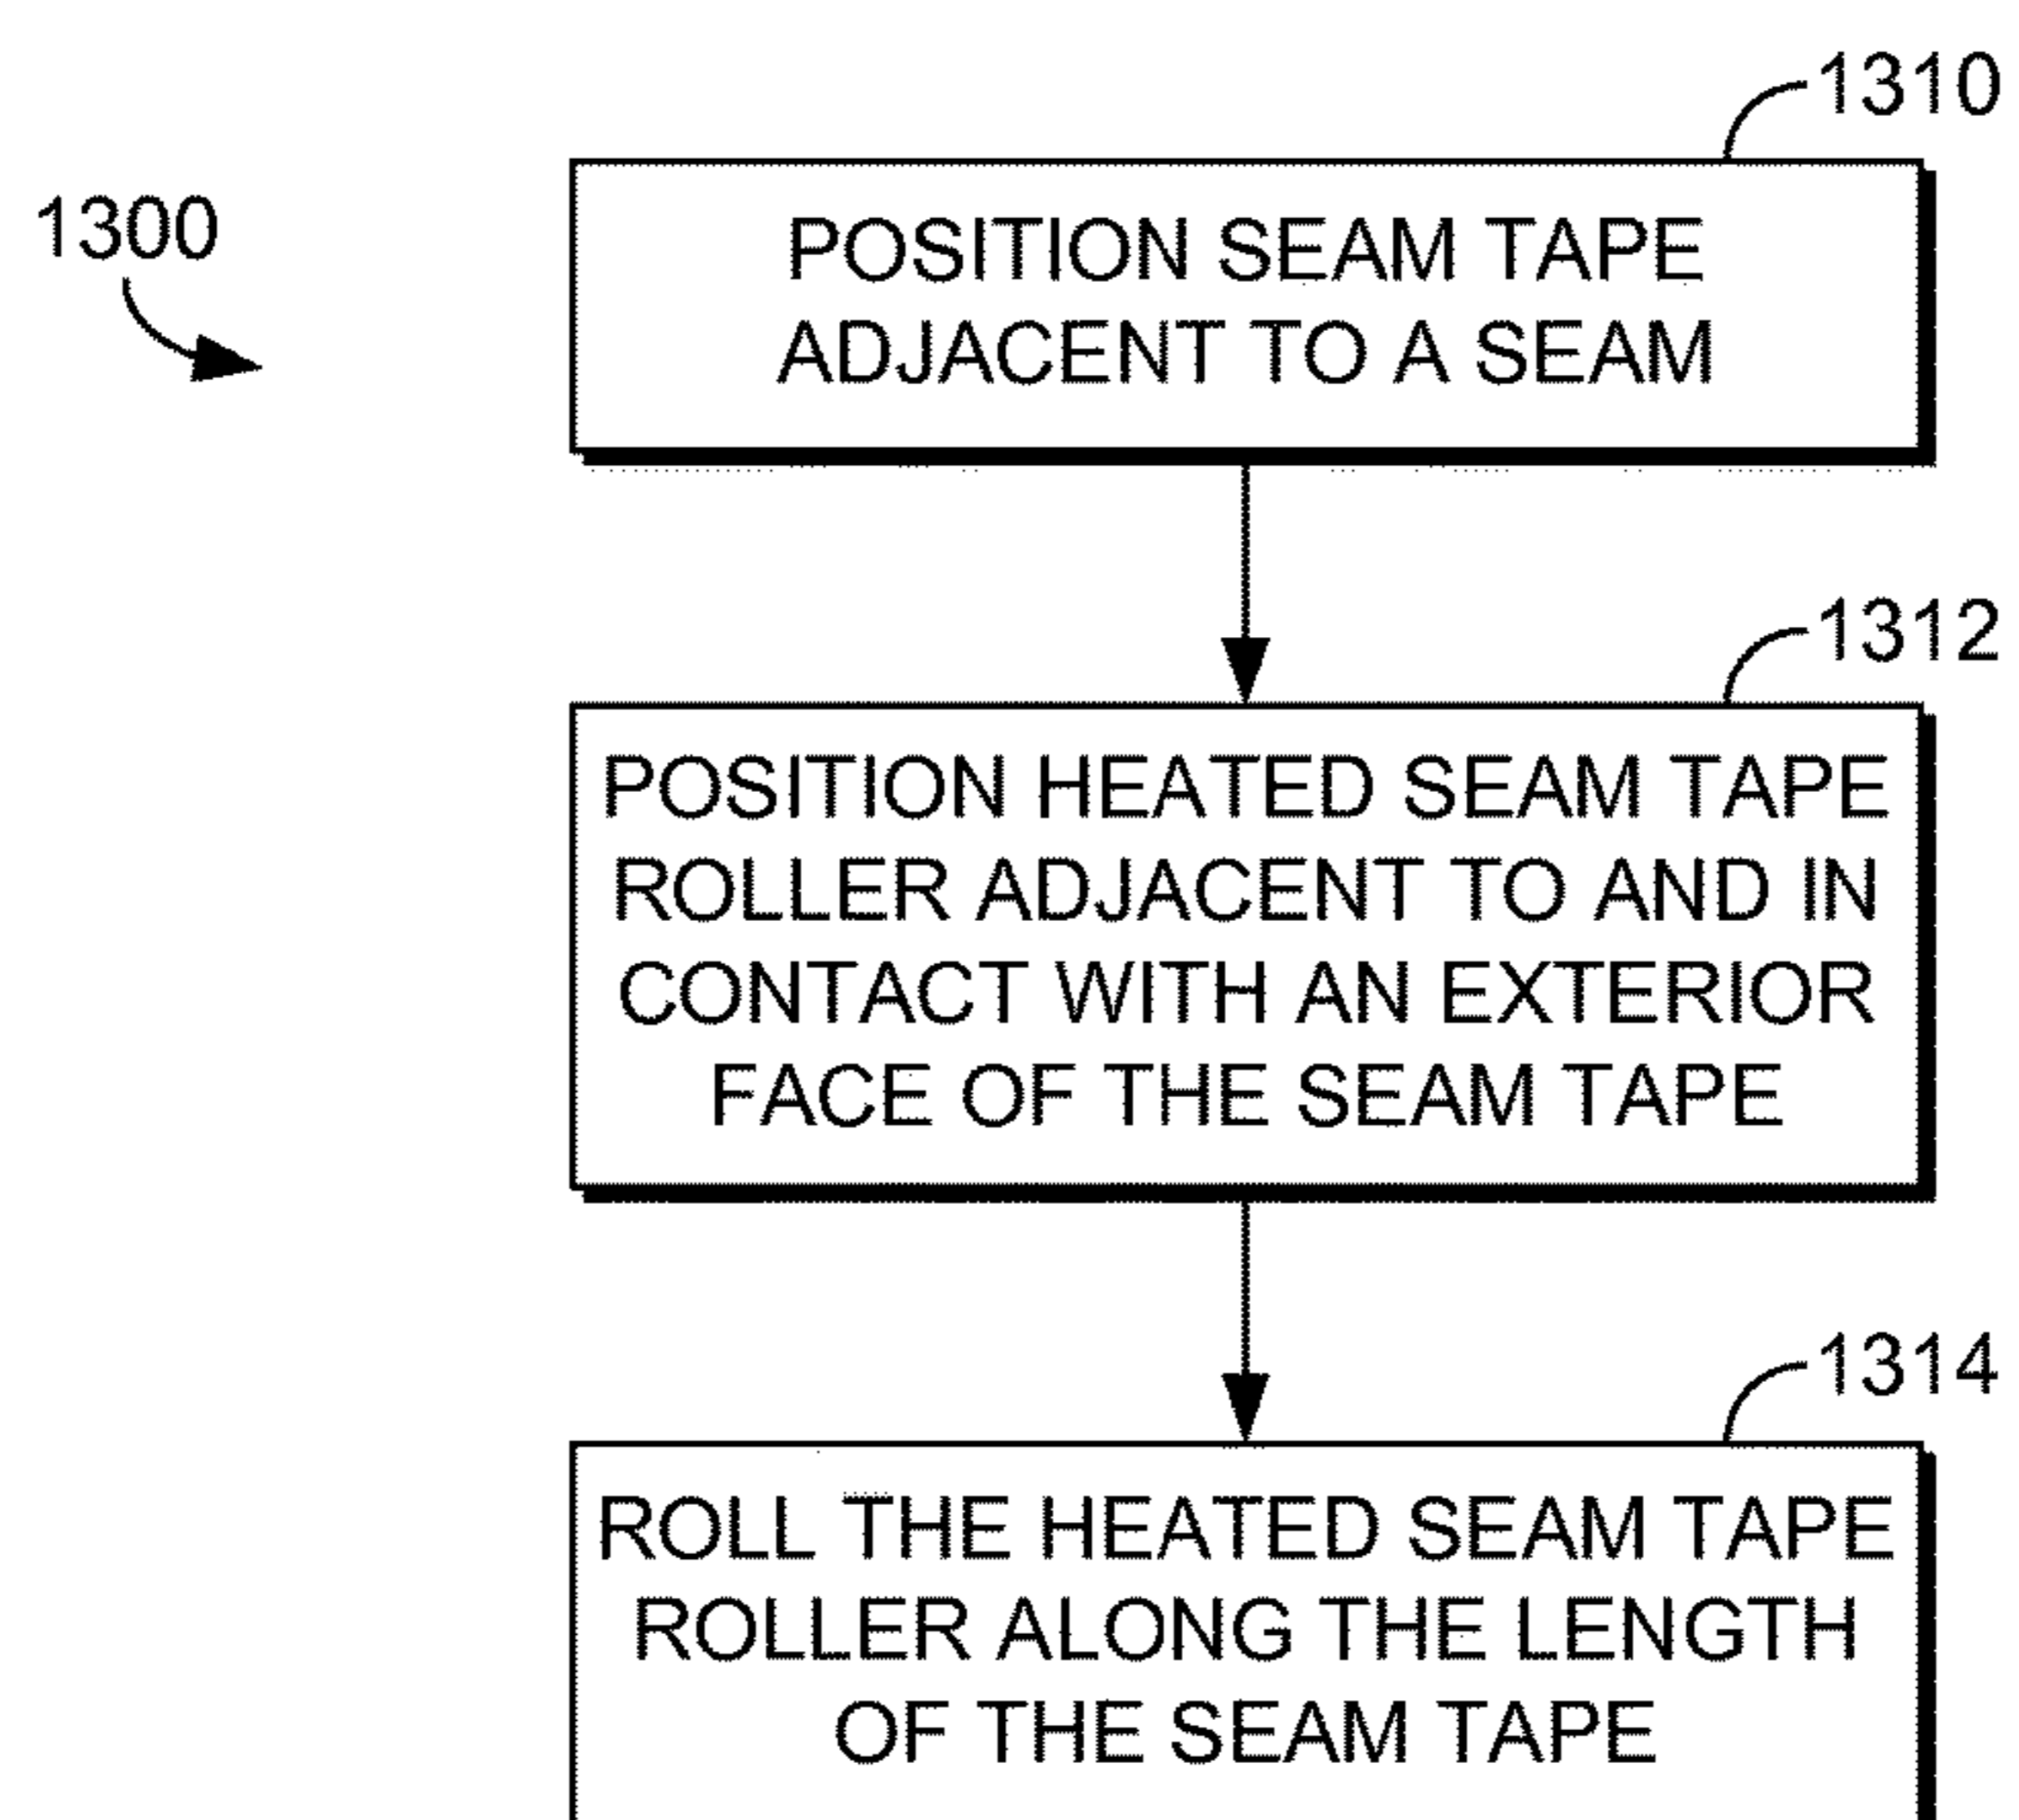 1310
1300
POSITION SEAM TAPE
ADJACENT TO A SEAM
1312
POSITION HEATED SEAM TAPE
ROLLER ADJACENT TO AND IN
CONTACT WITH AN EXTERIOR
FACE OF THE SEAM TAPE
1314
ROLL THE HEATED SEAM TAPE
ROLLER ALONG THE LENGTH
OF THE SEAM TAPE